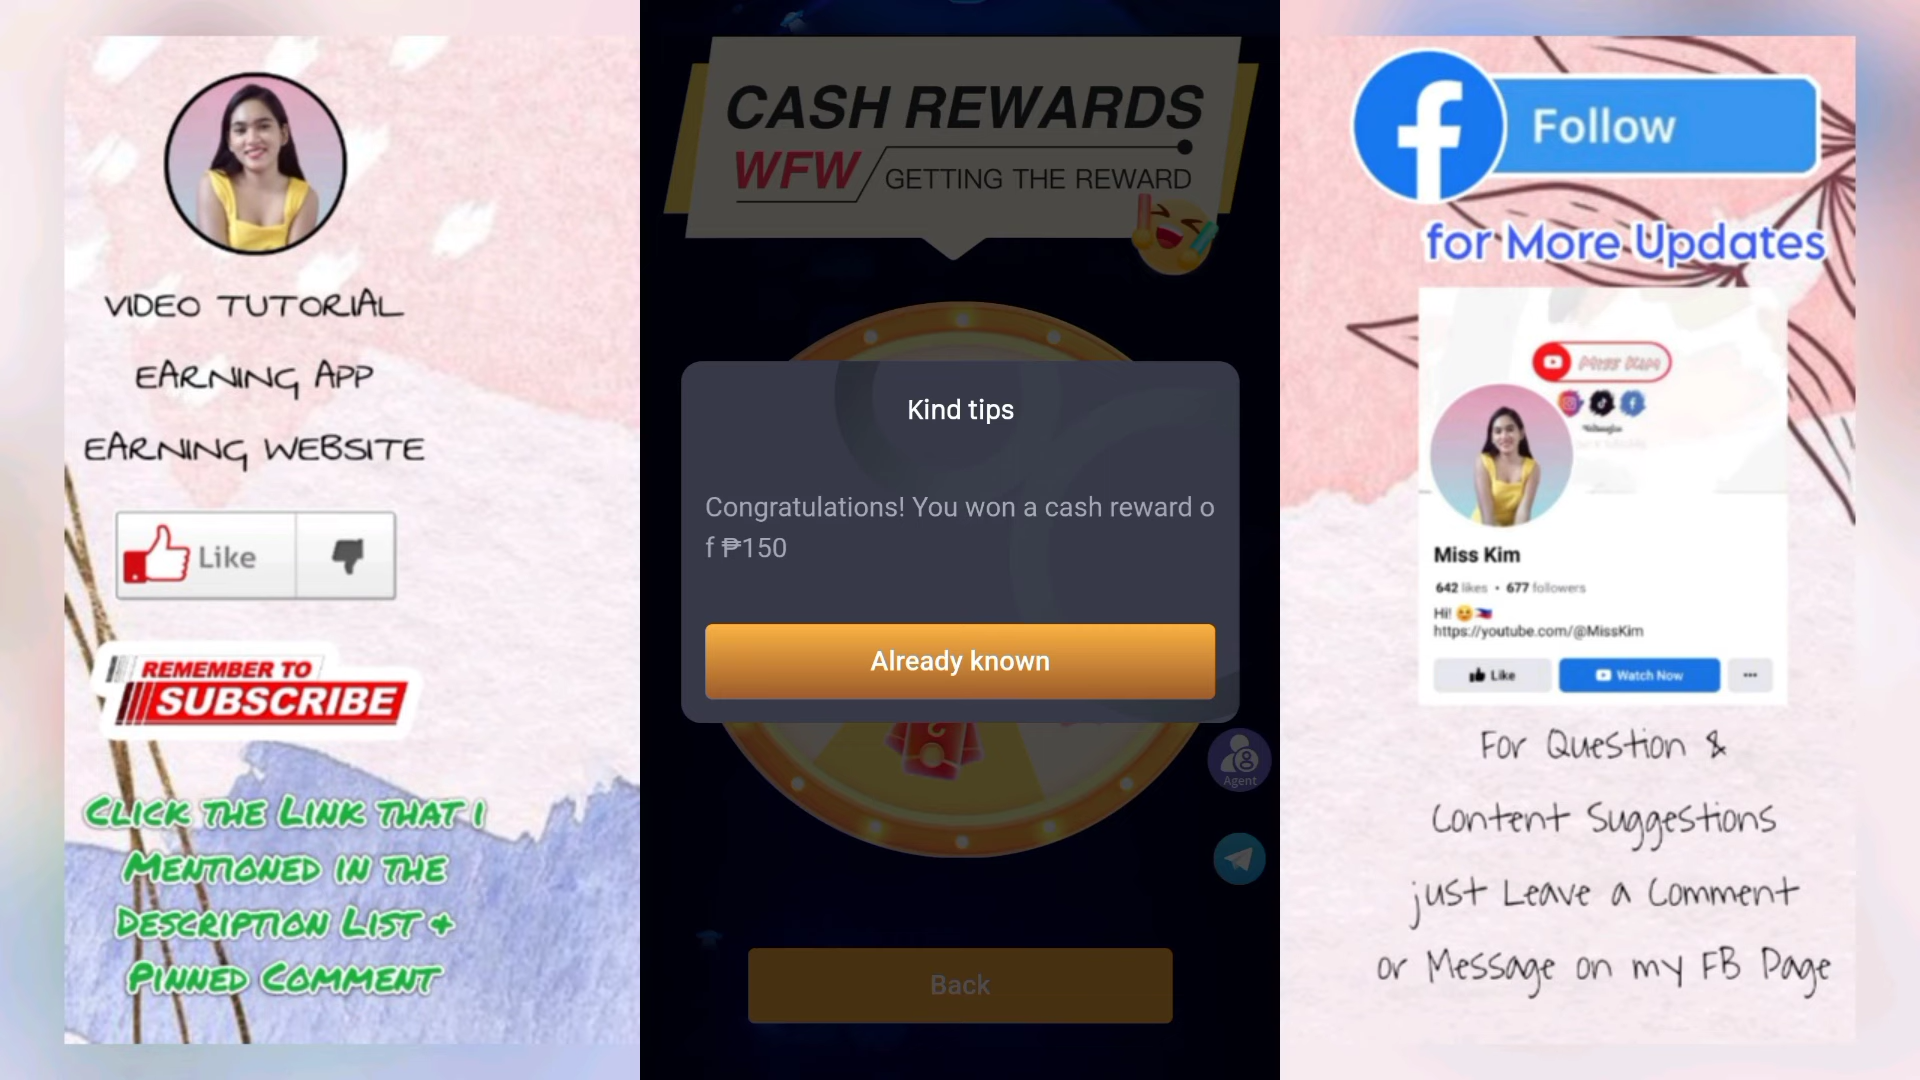 VIDEO TUTORIAL
EARNING APP
EARNING WEBSITE
Like
REMEMBER TO
SUBSCRIBE
CLICK THE LINK THAT I
MENTIONED IN THE
DESCRIPTION LIST &
PINNED COMMENT
CASH REWARDS
WFW
GETTING THE REWARD
Kind tips
Congratulations! You won a cash reward o
f ₱150
Already known
Agent
Back
Follow
for More Updates
Miss Kim
Miss Kim
642 likes • 677 followers
Hi! 😊🇵🇭
https://youtube.com/@MissKim
Like
Watch Now
For Question &
Content Suggestions
just Leave a Comment
or Message on my FB Page